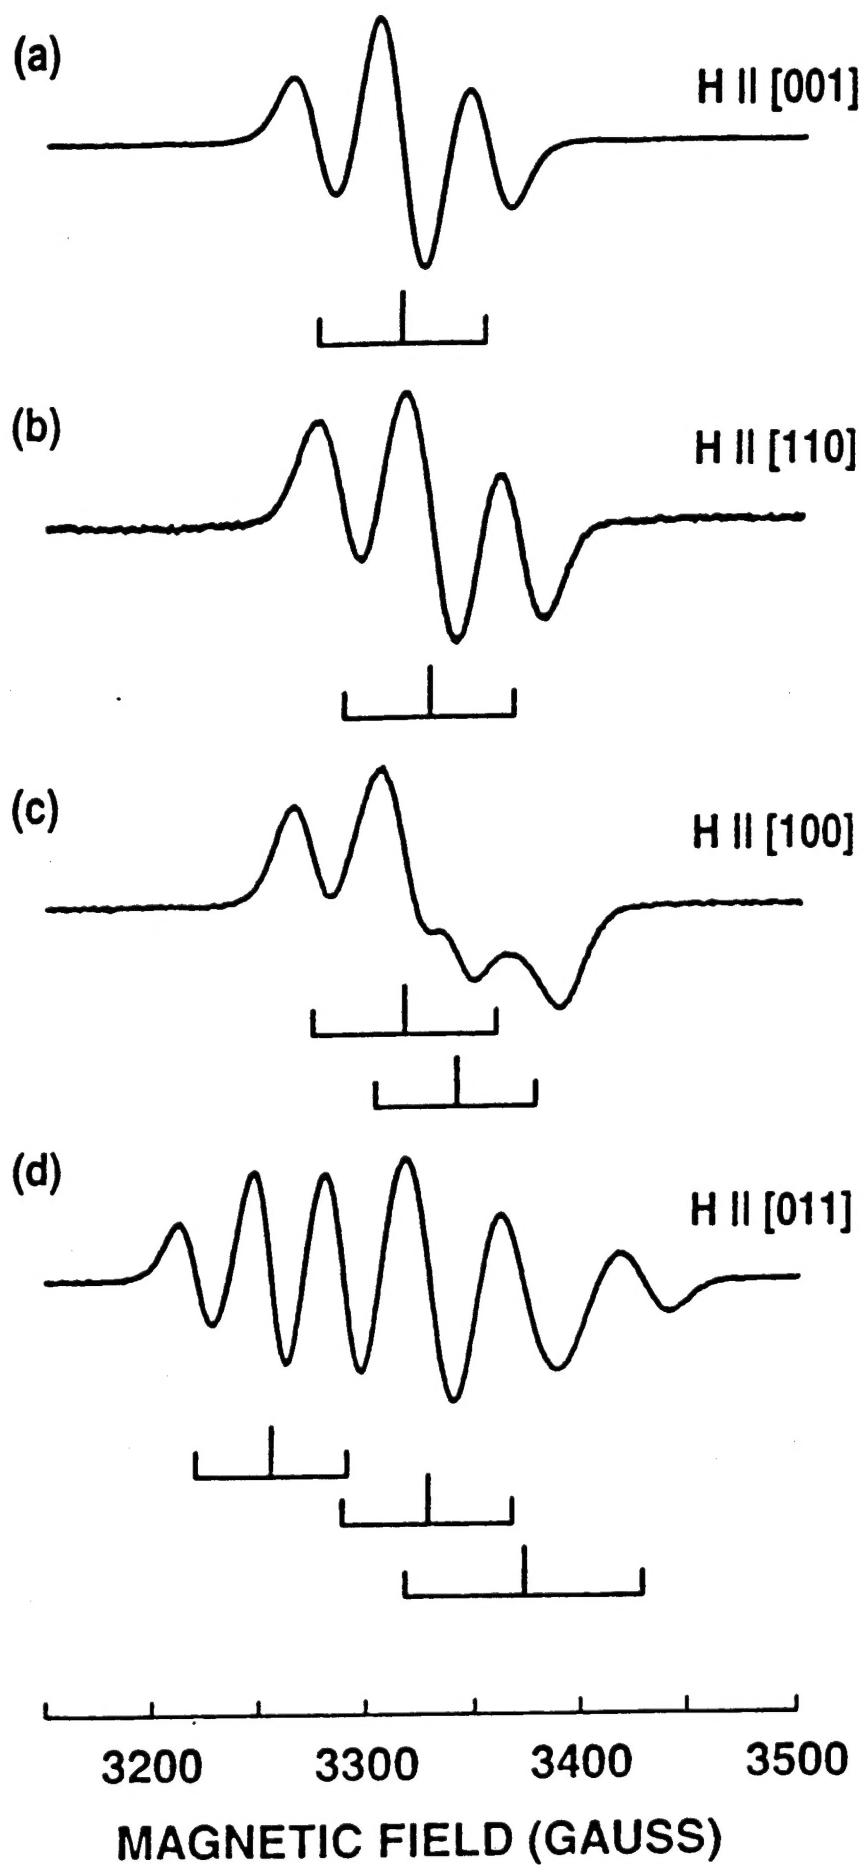 (a)
H || [001]
(b)
H || [110]
(c)
H || [100]
(d)
H || [011]
3200 3300 3400 3500
MAGNETIC FIELD (GAUSS)